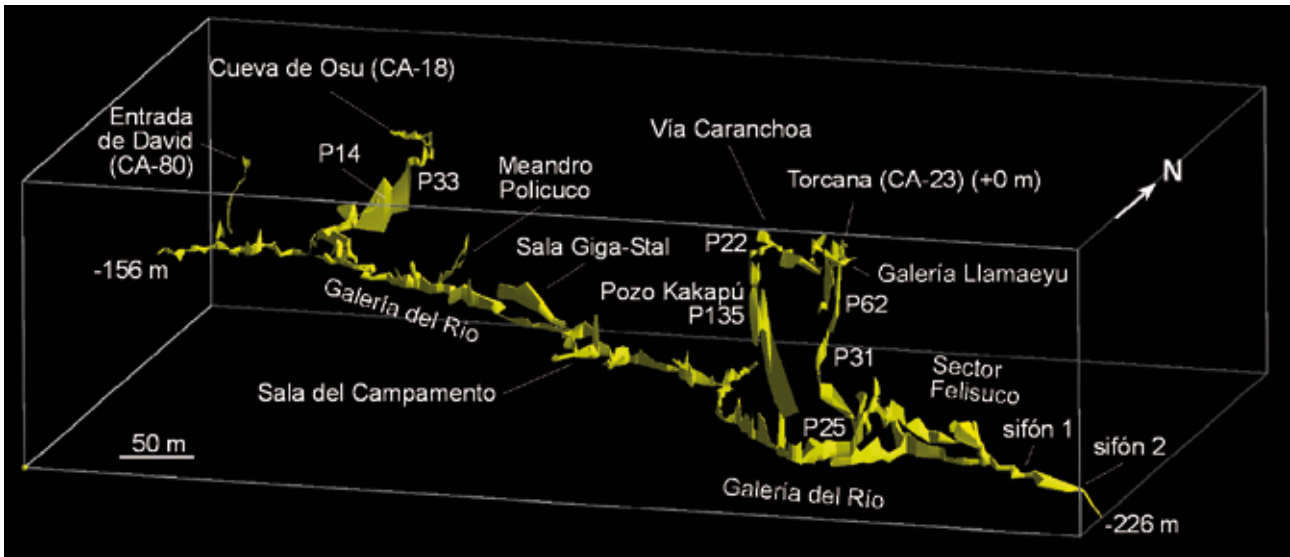 Cueva de Osu (CA-18)
Entrada
de David
(CA-80)
P14
P33
Meandro
Policuco
Vía Caranchoa
Torcana (CA-23) (+0 m)
N
-156 m
Galería del Río
Sala Giga-Stal
P22
Galería Llamaeyu
Pozo Kakapú
P135
P62
P31
Sector
Felisuco
Sala del Campamento
P25
sifón 1
sifón 2
50 m
Galería del Río
-226 m